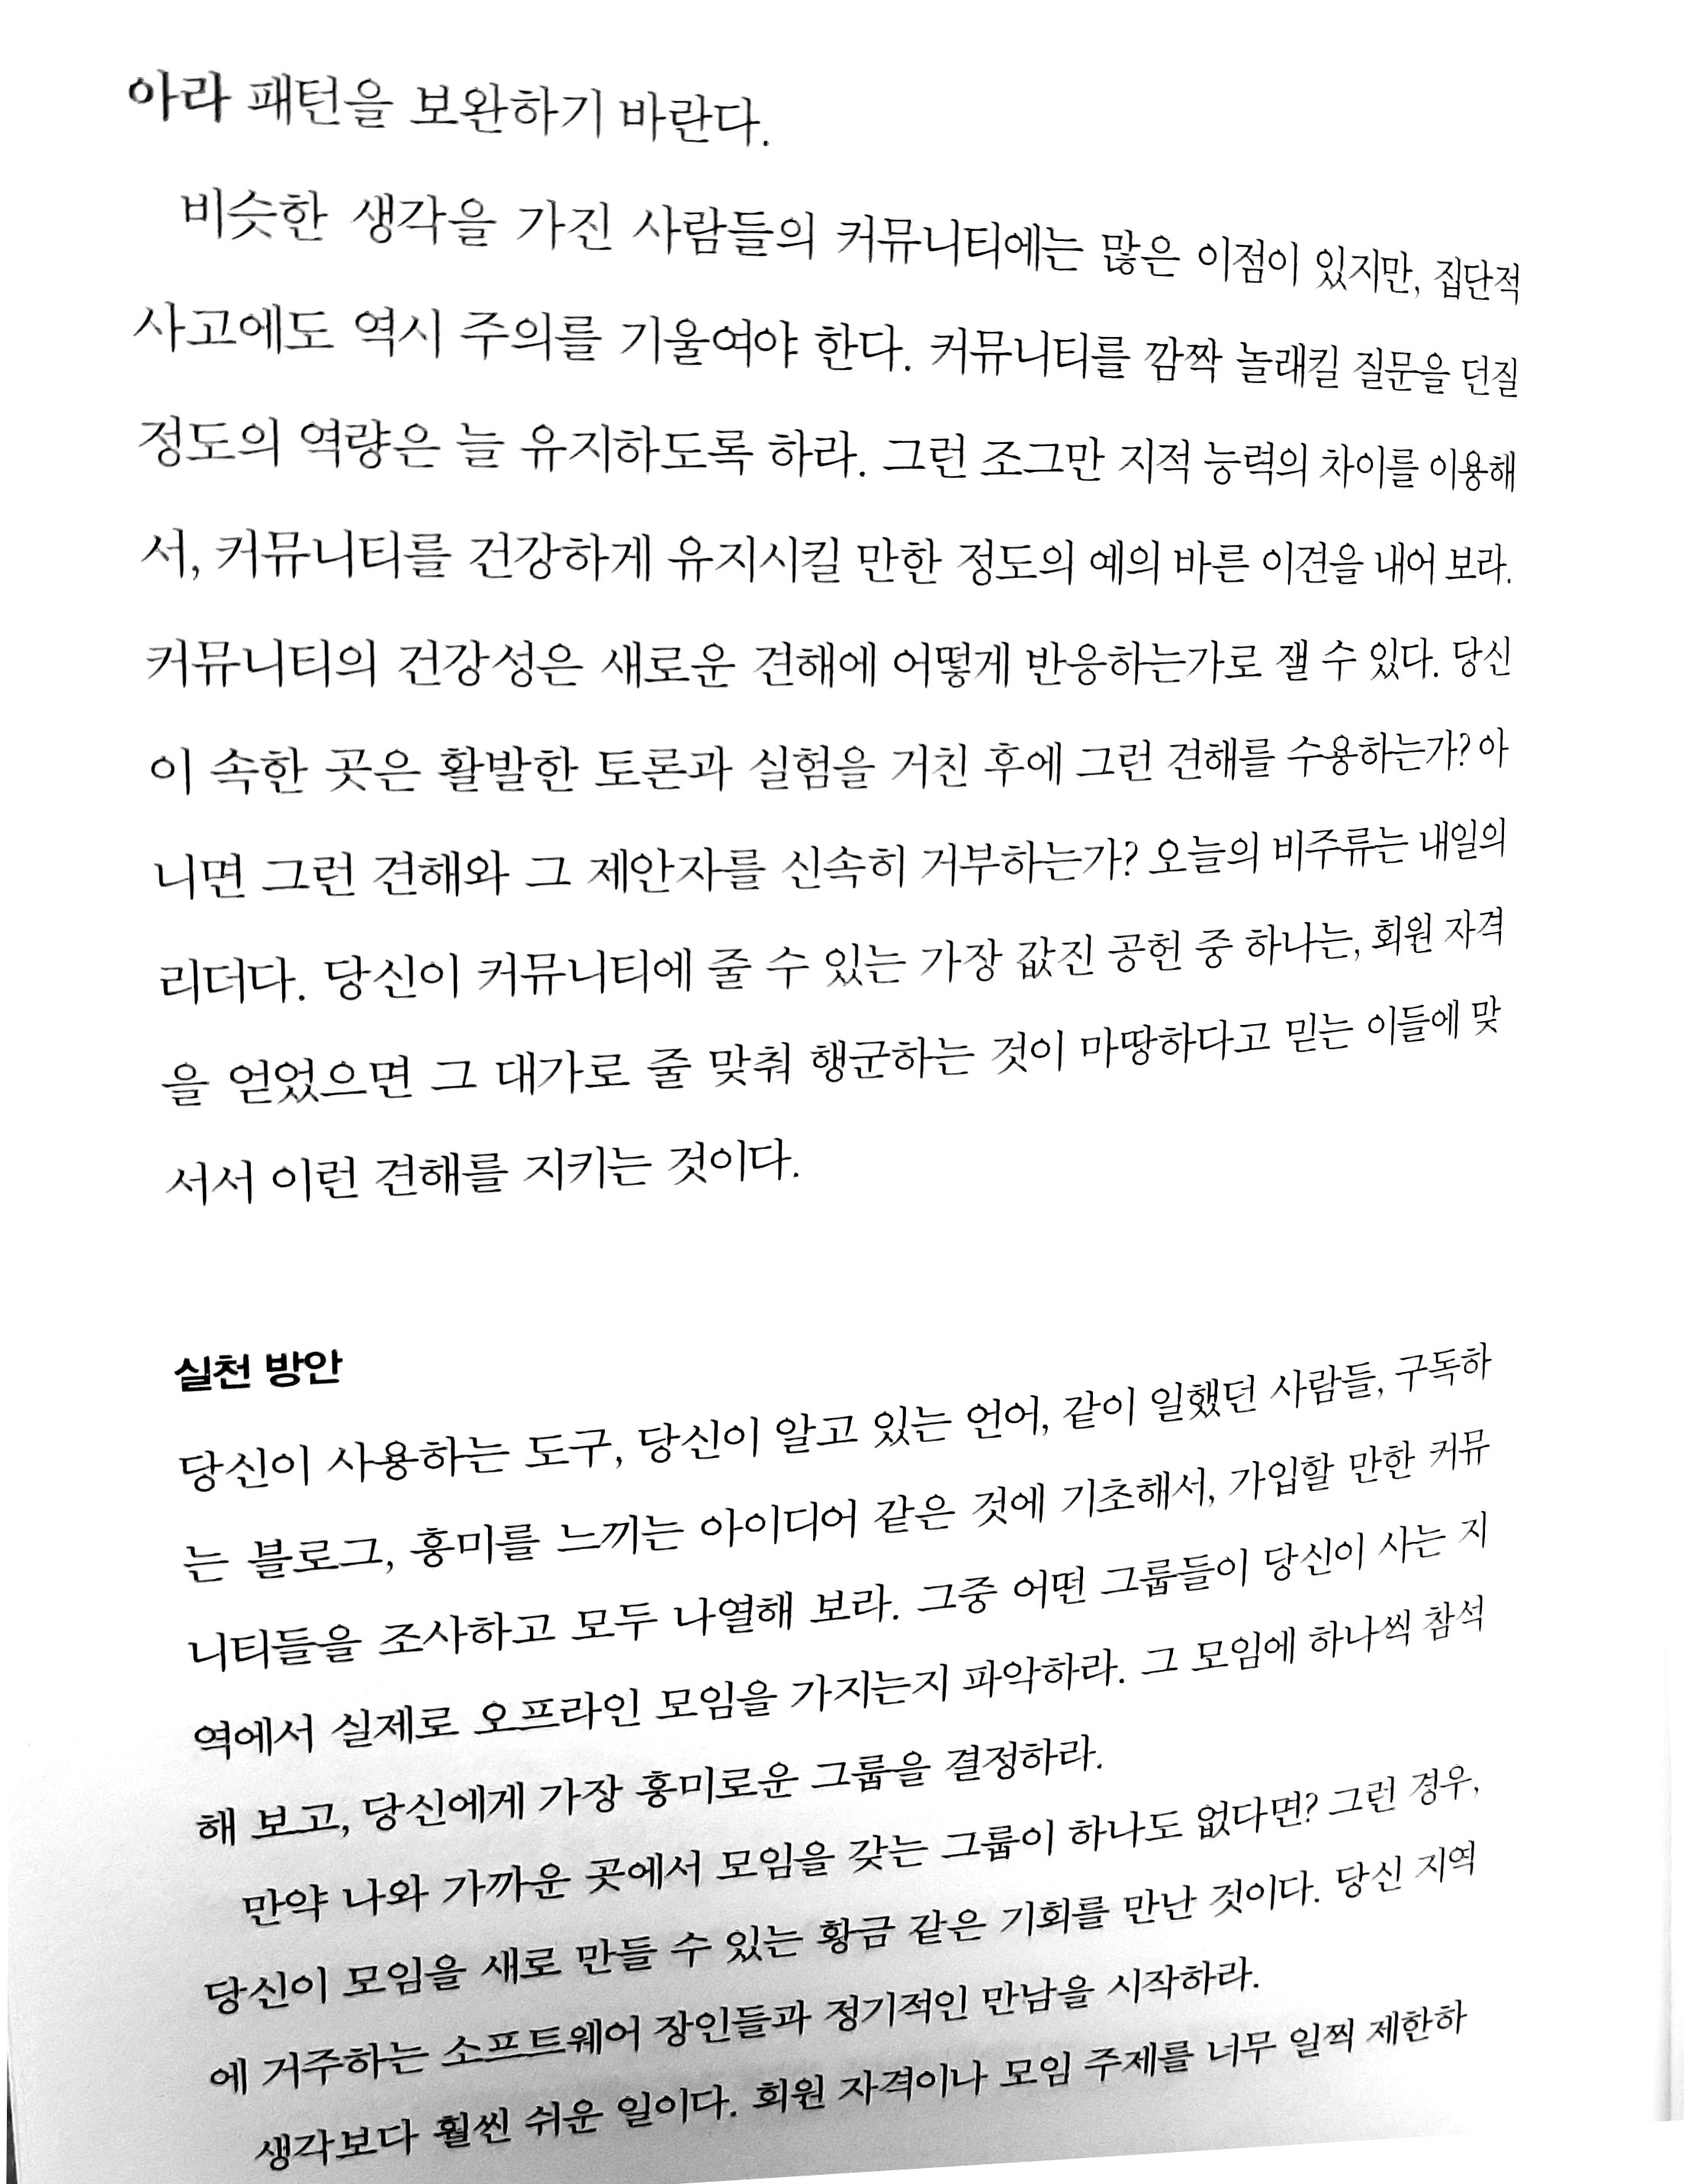 아라 패턴을 보완하기 바란다.
비슷한 생각을 가진 사람들의 커뮤니티에는 많은 이점이 있지만, 집단적
사고에도 역시 주의를 기울여야 한다. 커뮤니티를 깜짝 놀래킬 질문을 던질
정도의 역량은 늘 유지하도록 하라. 그런 조그만 지적 능력의 차이를 이용해
서, 커뮤니티를 건강하게 유지시킬 만한 정도의 예의 바른 이견을 내어 보라.
커뮤니티의 건강성은 새로운 견해에 어떻게 반응하는가로 잴 수 있다. 당신
이 속한 곳은 활발한 토론과 실험을 거친 후에 그런 견해를 수용하는가? 아
니면 그런 견해와 그 제안자를 신속히 거부하는가? 오늘의 비주류는 내일의
리더다. 당신이 커뮤니티에 줄 수 있는 가장 값진 공헌 중 하나는, 회원 자격
을 얻었으면 그 대가로 줄 맞춰 행군하는 것이 마땅하다고 믿는 이들에 맞
서서 이런 견해를 지키는 것이다.
실천 방안
당신이 사용하는 도구, 당신이 알고 있는 언어, 같이 일했던 사람들, 구독하
는 블로그, 흥미를 느끼는 아이디어 같은 것에 기초해서, 가입할 만한 커뮤
니티들을 조사하고 모두 나열해 보라. 그중 어떤 그룹들이 당신이 사는 지
역에서 실제로 오프라인 모임을 가지는지 파악하라. 그 모임에 하나씩 참석
해 보고, 당신에게 가장 흥미로운 그룹을 결정하라.
만약 나와 가까운 곳에서 모임을 갖는 그룹이 하나도 없다면? 그런 경우,
당신이 모임을 새로 만들 수 있는 황금 같은 기회를 만난 것이다. 당신 지역
에 거주하는 소프트웨어 장인들과 정기적인 만남을 시작하라.
생각보다 훨씬 쉬운 일이다. 회원 자격이나 모임 주제를 너무 일찍 제한하